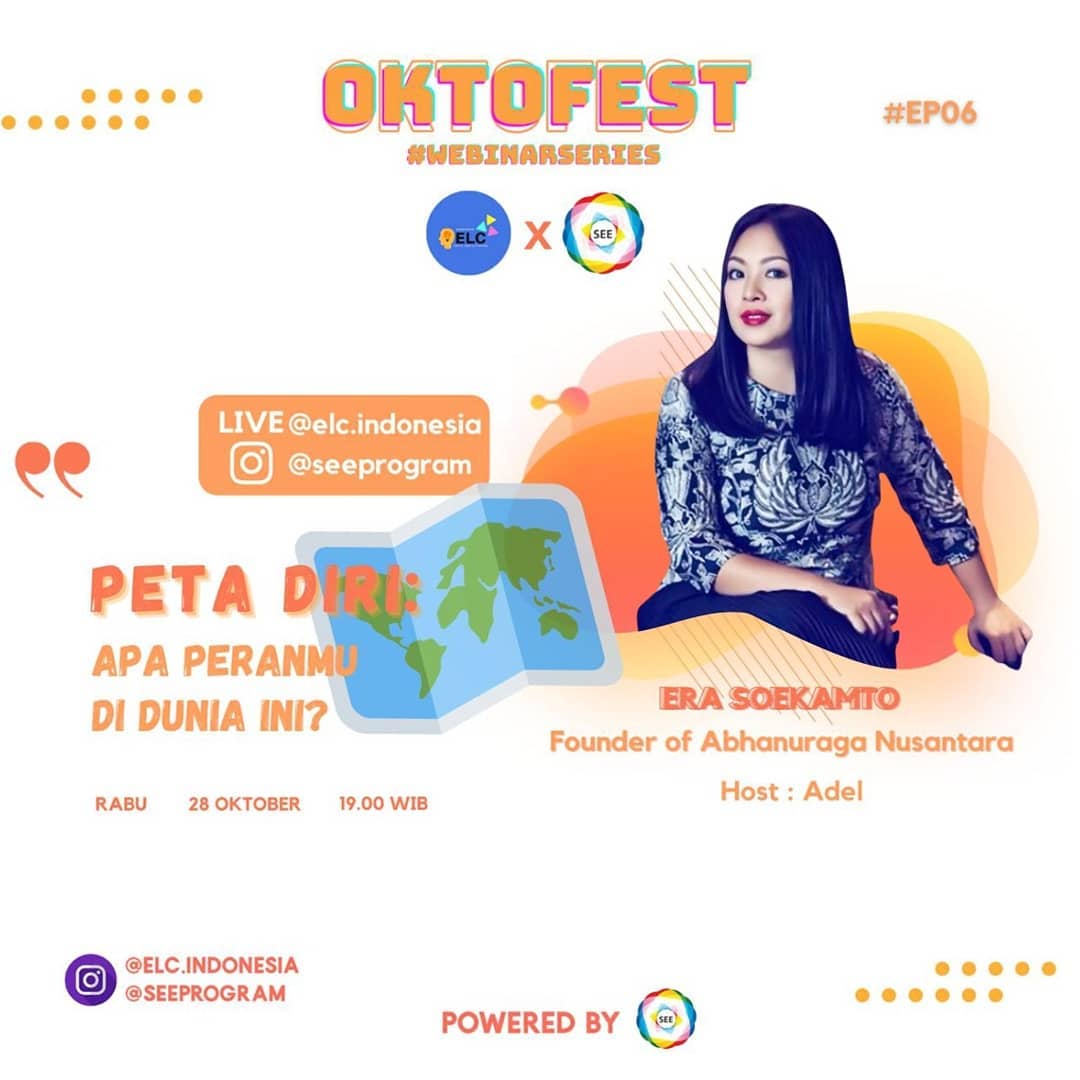 OKTOFEST
#WEBINARSERIES
#EP06
ELC
X
SEE
LIVE @elc.indonesia
@seeprogram
PETA DIRI:
APA PERANMU
DI DUNIA INI?
ERA SOEKAMTO
Founder of Abhanuraga Nusantara
Host : Adel
RABU 28 OKTOBER 19.00 WIB
@ELC.INDONESIA
@SEEPROGRAM
POWERED BY SEE